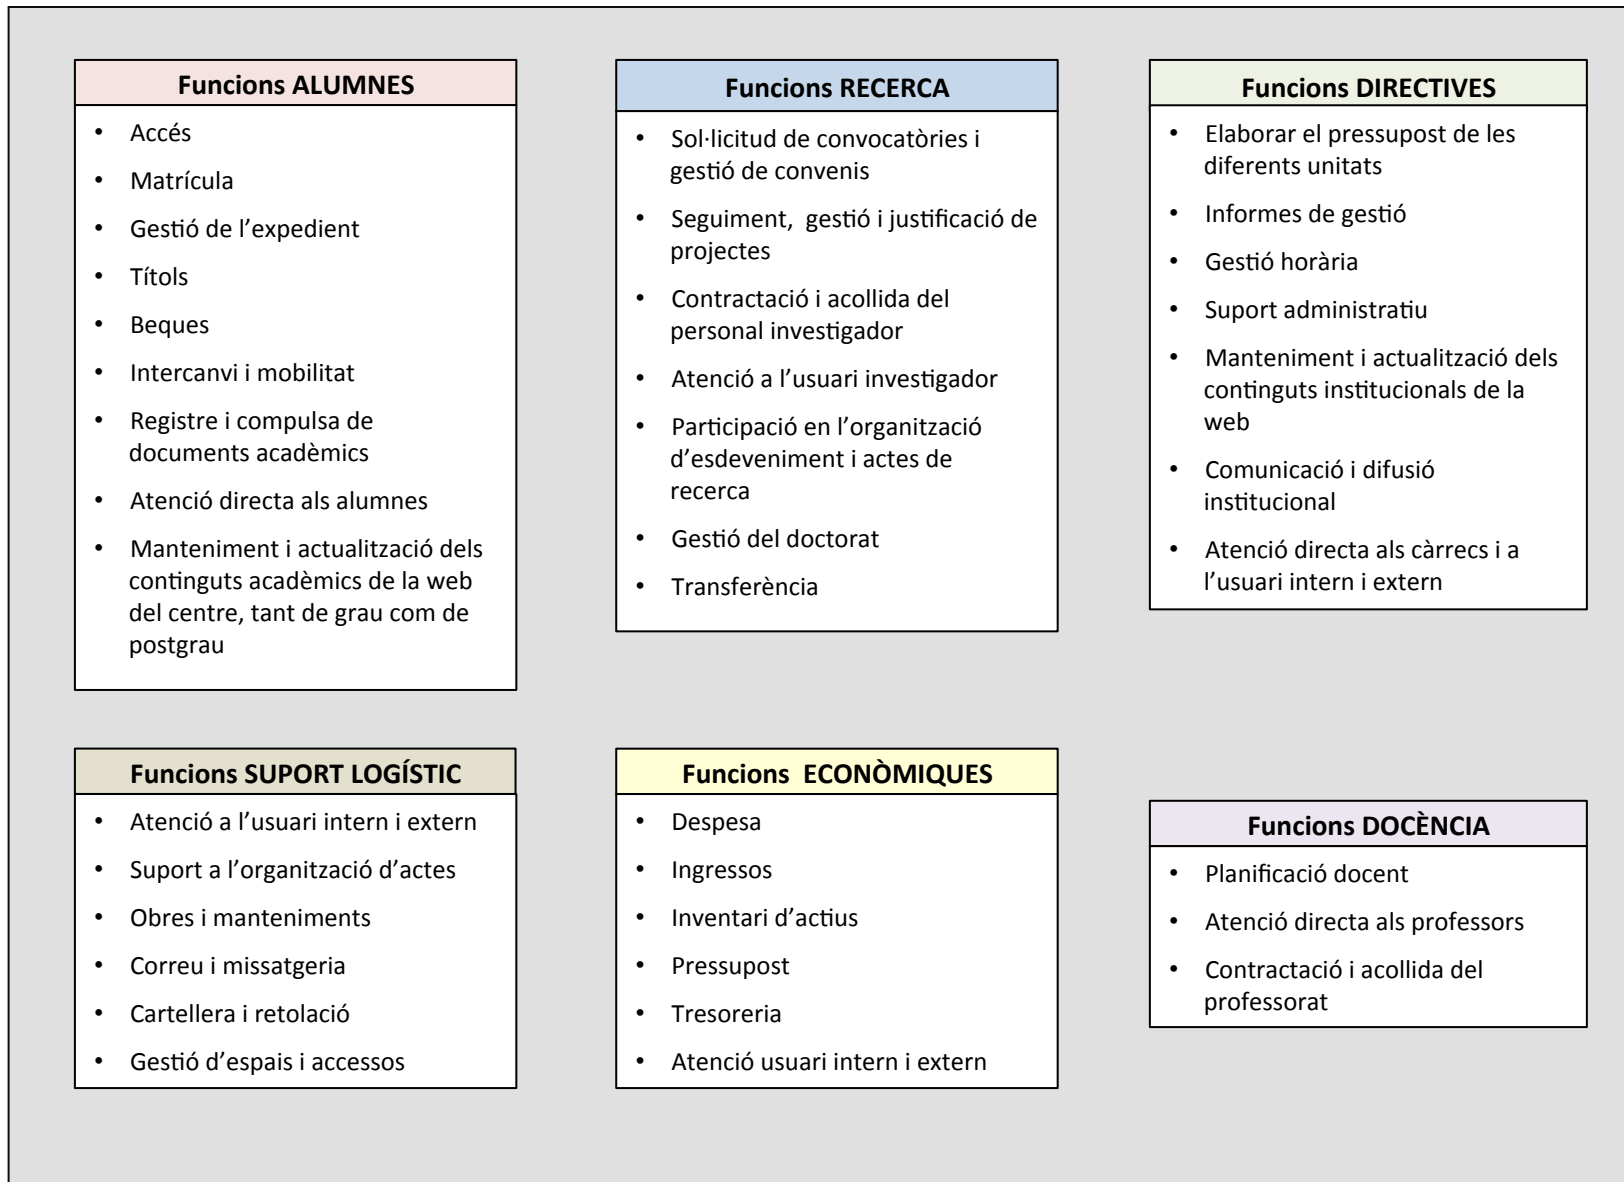 Funcions ALUMNES
• Accés
• Matrícula
• Gestió de l’expedient
• Títols
• Beques
• Intercanvi i mobilitat
• Registre i compulsa de
documents acadèmics
• Atenció directa als alumnes
• Manteniment i actualització dels
continguts acadèmics de la web
del centre, tant de grau com de
postgrau
Funcions RECERCA
• Sol·licitud de convocatòries i
gestió de convenis
• Seguiment, gestió i justificació de
projectes
• Contractació i acollida del
personal investigador
• Atenció a l’usuari investigador
• Participació en l’organització
d’esdeveniment i actes de
recerca
• Gestió del doctorat
• Transferència
Funcions DIRECTIVES
• Elaborar el pressupost de les
diferents unitats
• Informes de gestió
• Gestió horària
• Suport administratiu
• Manteniment i actualització dels
continguts institucionals de la
web
• Comunicació i difusió
institucional
• Atenció directa als càrrecs i a
l’usuari intern i extern
Funcions SUPORT LOGÍSTIC
• Atenció a l’usuari intern i extern
• Suport a l’organització d’actes
• Obres i manteniments
• Correu i missatgeria
• Cartellera i retolació
• Gestió d’espais i accessos
Funcions ECONÒMIQUES
• Despesa
• Ingressos
• Inventari d’actius
• Pressupost
• Tresoreria
• Atenció usuari intern i extern
Funcions DOCÈNCIA
• Planificació docent
• Atenció directa als professors
• Contractació i acollida del
professorat